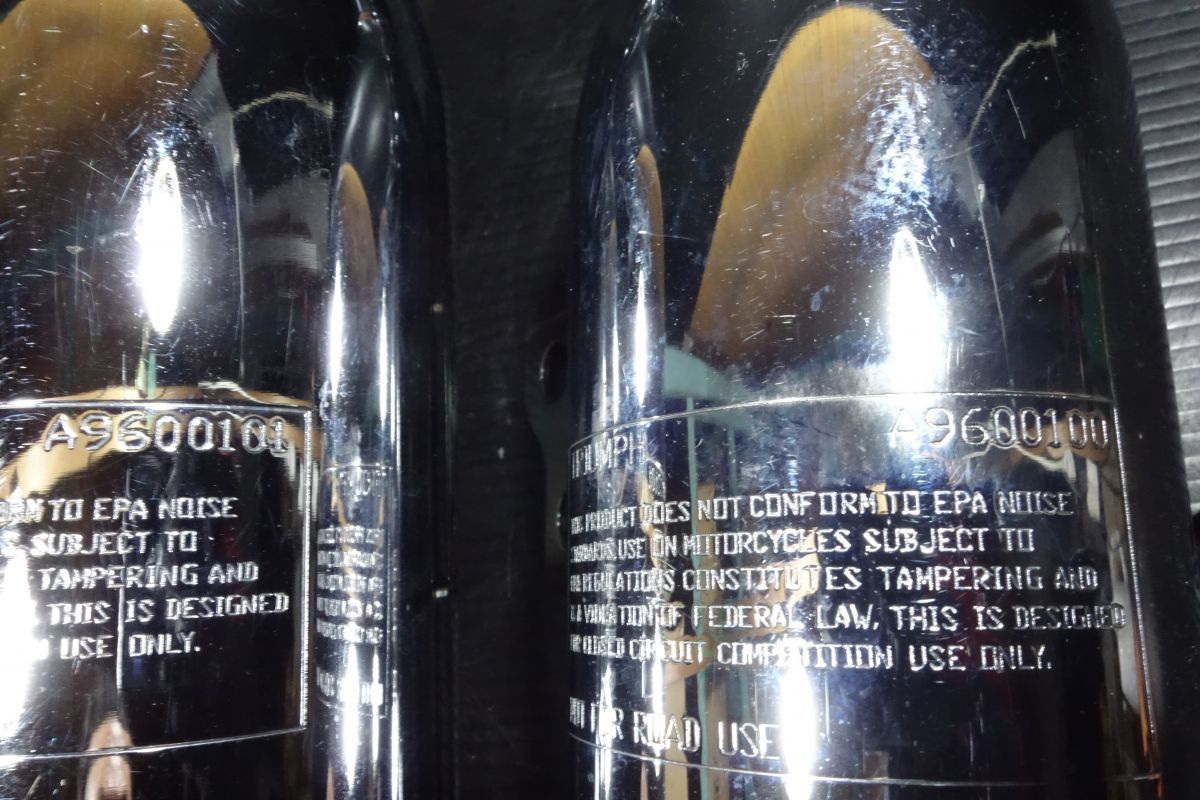 A9600101
TO EPA NOISE
SUBJECT TO
TAMPERING AND
THIS IS DESIGNED
USE ONLY.
A9600100
PRODUCT DOES NOT CONFORM TO EPA NOISE
USE ON MOTORCYCLES SUBJECT TO
REGULATIONS CONSTITUTES TAMPERING AND
A VIOLATION OF FEDERAL LAW. THIS IS DESIGNED
CLOSED CIRCUIT COMPETITION USE ONLY.
FOR ROAD USE